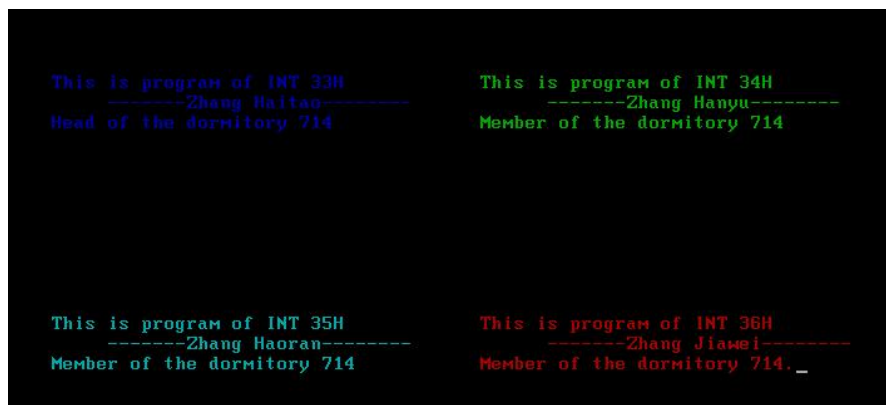 This is program of INT 33H
-------Zhang Haitao--------
Head of the dormitory 714
This is program of INT 34H
-------Zhang Hanyu--------
Member of the dormitory 714
This is program of INT 35H
-------Zhang Haoran--------
Member of the dormitory 714
This is program of INT 36H
-------Zhang Jiawei--------
Member of the dormitory 714._